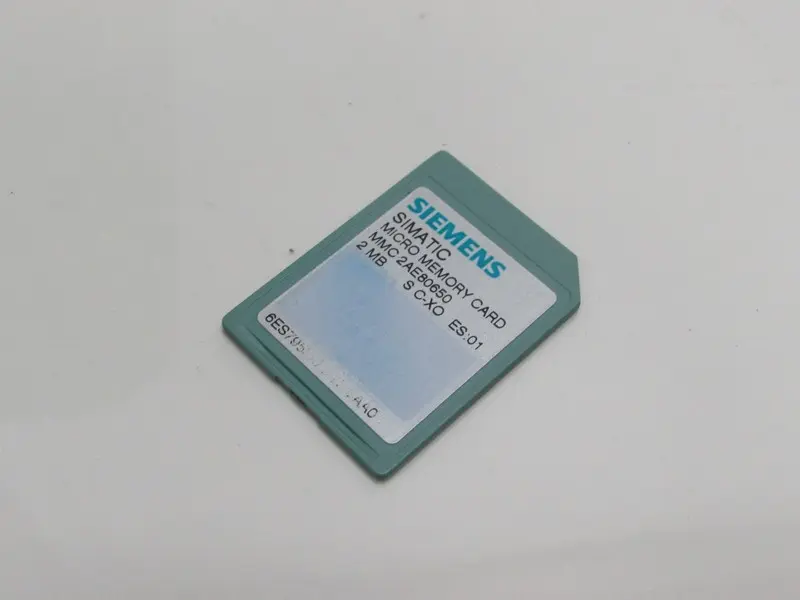 SIEMENS
SIMATIC
MICRO MEMORY CARD
MMC 2AE80650
2 MB S C-XO ES:01